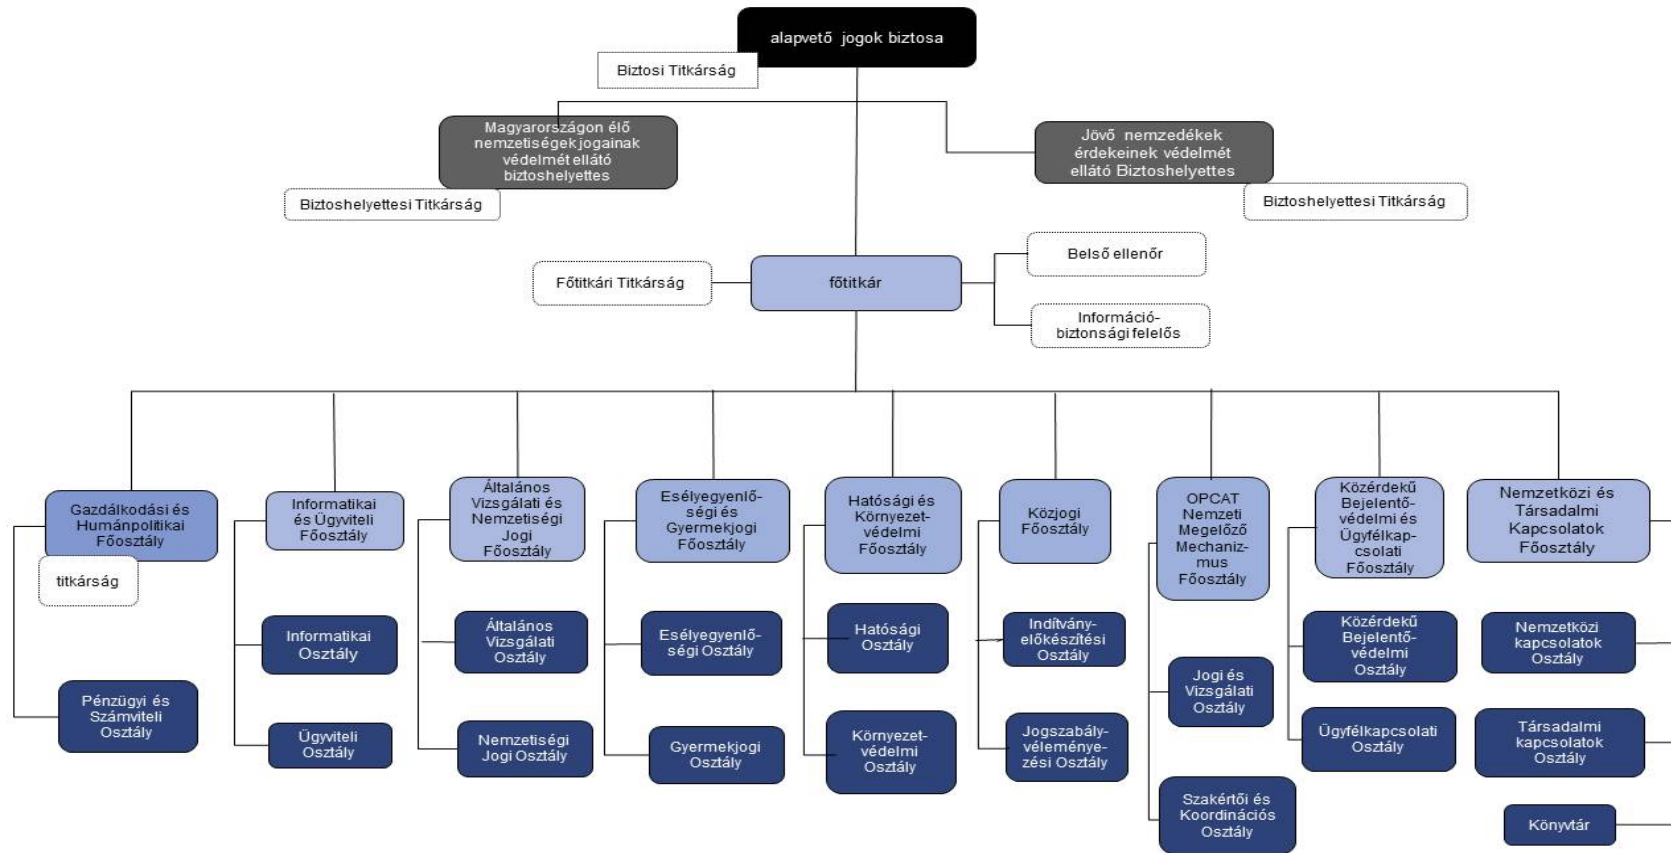 alapvető jogok biztosa
Biztosi Titkárság
Magyarországon élő
nemzetiségek jogainak
védelmét ellátó
biztoshelyettes
Jövő nemzedékek
érdekeinek védelmét
ellátó Biztoshelyettes
Biztoshelyettesi Titkárság
Biztoshelyettesi Titkárság
Főtitkári Titkárság
főtitkár
Belső ellenőr
Információ-
biztonsági felelős
Gazdálkodási és
Humánpolitikai
Főosztály
titkárság
Pénzügyi és
Számviteli
Osztály
Informatikai
és Ügyviteli
Főosztály
Informatikai
Osztály
Ügyviteli
Osztály
Általános
Vizsgálati és
Nemzetiségi
Jogi
Főosztály
Általános
Vizsgálati
Osztály
Nemzetiségi
Jogi Osztály
Esélyegyenlő-
ségi és
Gyermekjogi
Főosztály
Esélyegyenlő-
ségi Osztály
Gyermekjogi
Osztály
Hatósági és
Környezet-
védelmi
Főosztály
Hatósági
Osztály
Környezet-
védelmi
Osztály
Közjogi
Főosztály
Indítvány-
előkészítési
Osztály
Jogszabály-
véleménye-
zési Osztály
OPCAT
Nemzeti
Megelőző
Mechaniz-
mus
Főosztály
Jogi és
Vizsgálati
Osztály
Szakértői és
Koordinációs
Osztály
Közérdekű
Bejelentő-
védelmi és
Ügyfélkap-
csolati
Főosztály
Közérdekű
Bejelentő-
védelmi
Osztály
Ügyfélkapcsolati
Osztály
Nemzetközi és
Társadalmi
Kapcsolatok
Főosztály
Nemzetközi
kapcsolatok
Osztály
Társadalmi
kapcsolatok
Osztály
Könyvtár